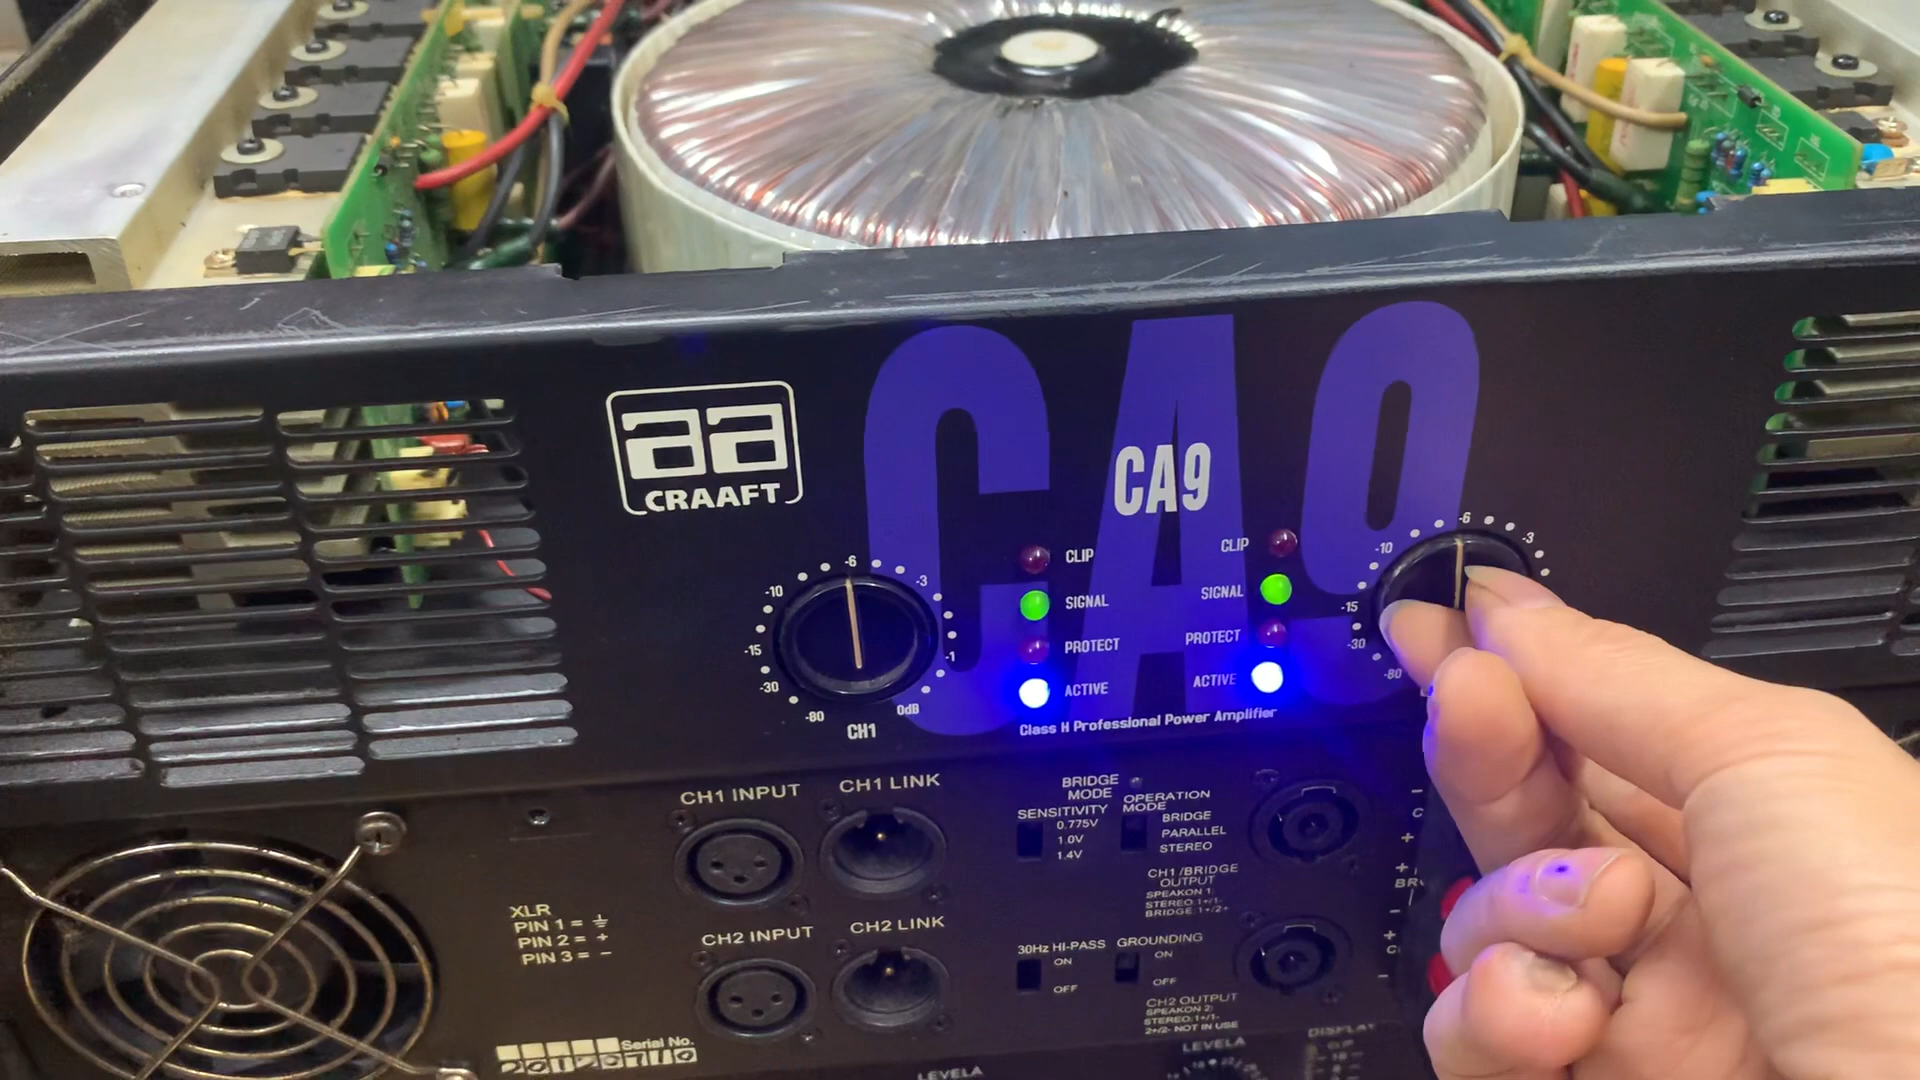 CA9
aa
CRAAFT
CA9
-6
-10
-3
-15
-1
-30
-80
0dB
CH1
CLIP
SIGNAL
PROTECT
ACTIVE
CLIP
SIGNAL
PROTECT
ACTIVE
-6
-10
-3
-15
-30
-80
Class H Professional Power Amplifier
CH1 INPUT
CH1 LINK
BRIDGE
MODE
SENSITIVITY
0.775V
1.0V
1.4V
OPERATION
MODE
BRIDGE
PARALLEL
STEREO
CH1/BRIDGE
OUTPUT
SPEAKON 1:
STEREO:1+/1-
BRIDGE:1+/2+
XLR
PIN 1 = ⏚
PIN 2 = +
PIN 3 = −
CH2 INPUT
CH2 LINK
30Hz HI-PASS
ON
OFF
GROUNDING
ON
OFF
CH2 OUTPUT
SPEAKON 2:
STEREO:1+/1-
2+/2- NOT IN USE
Serial No.
LEVELA
LEVELA
DISPLAY